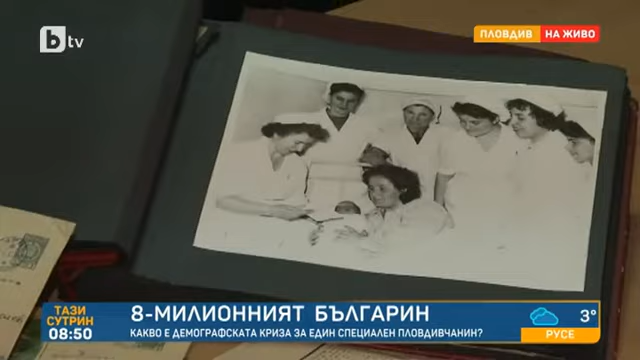 btv
ПЛОВДИВ НА ЖИВО
8-МИЛИОННИЯТ БЪЛГАРИН
КАКВО Е ДЕМОГРАФСКАТА КРИЗА ЗА ЕДИН СПЕЦИАЛЕН ПЛОВДИВЧАНИН?
ТАЗИ
СУТРИН
08:50
3°
РУСЕ